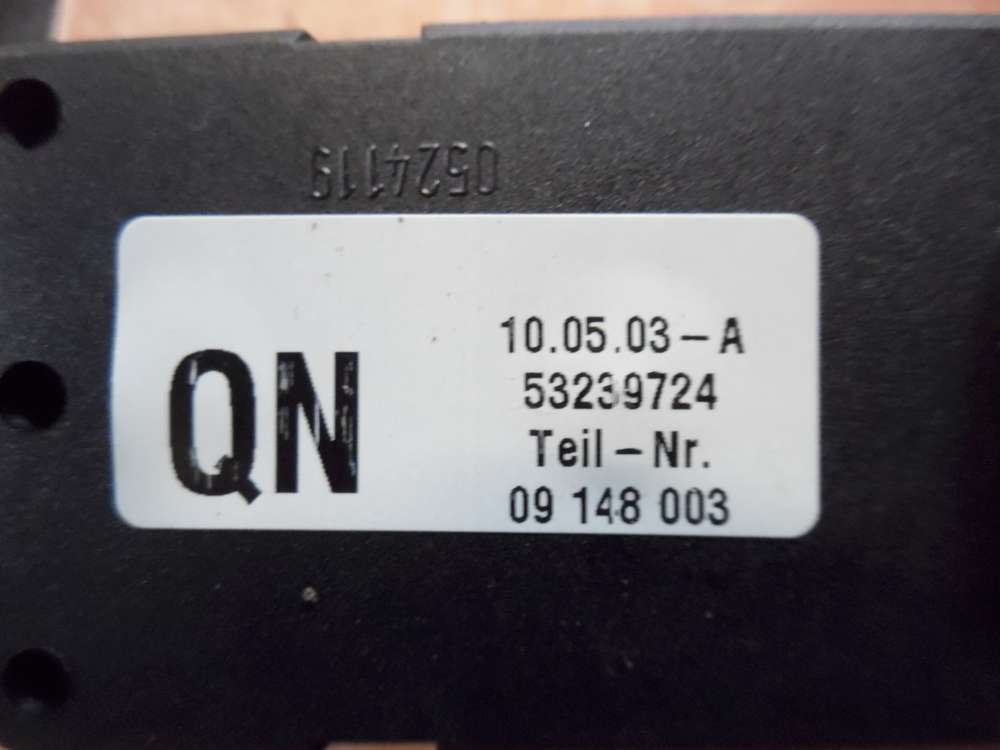 0524119
QN
10.05.03-A
53239724
Teil-Nr.
09 148 003